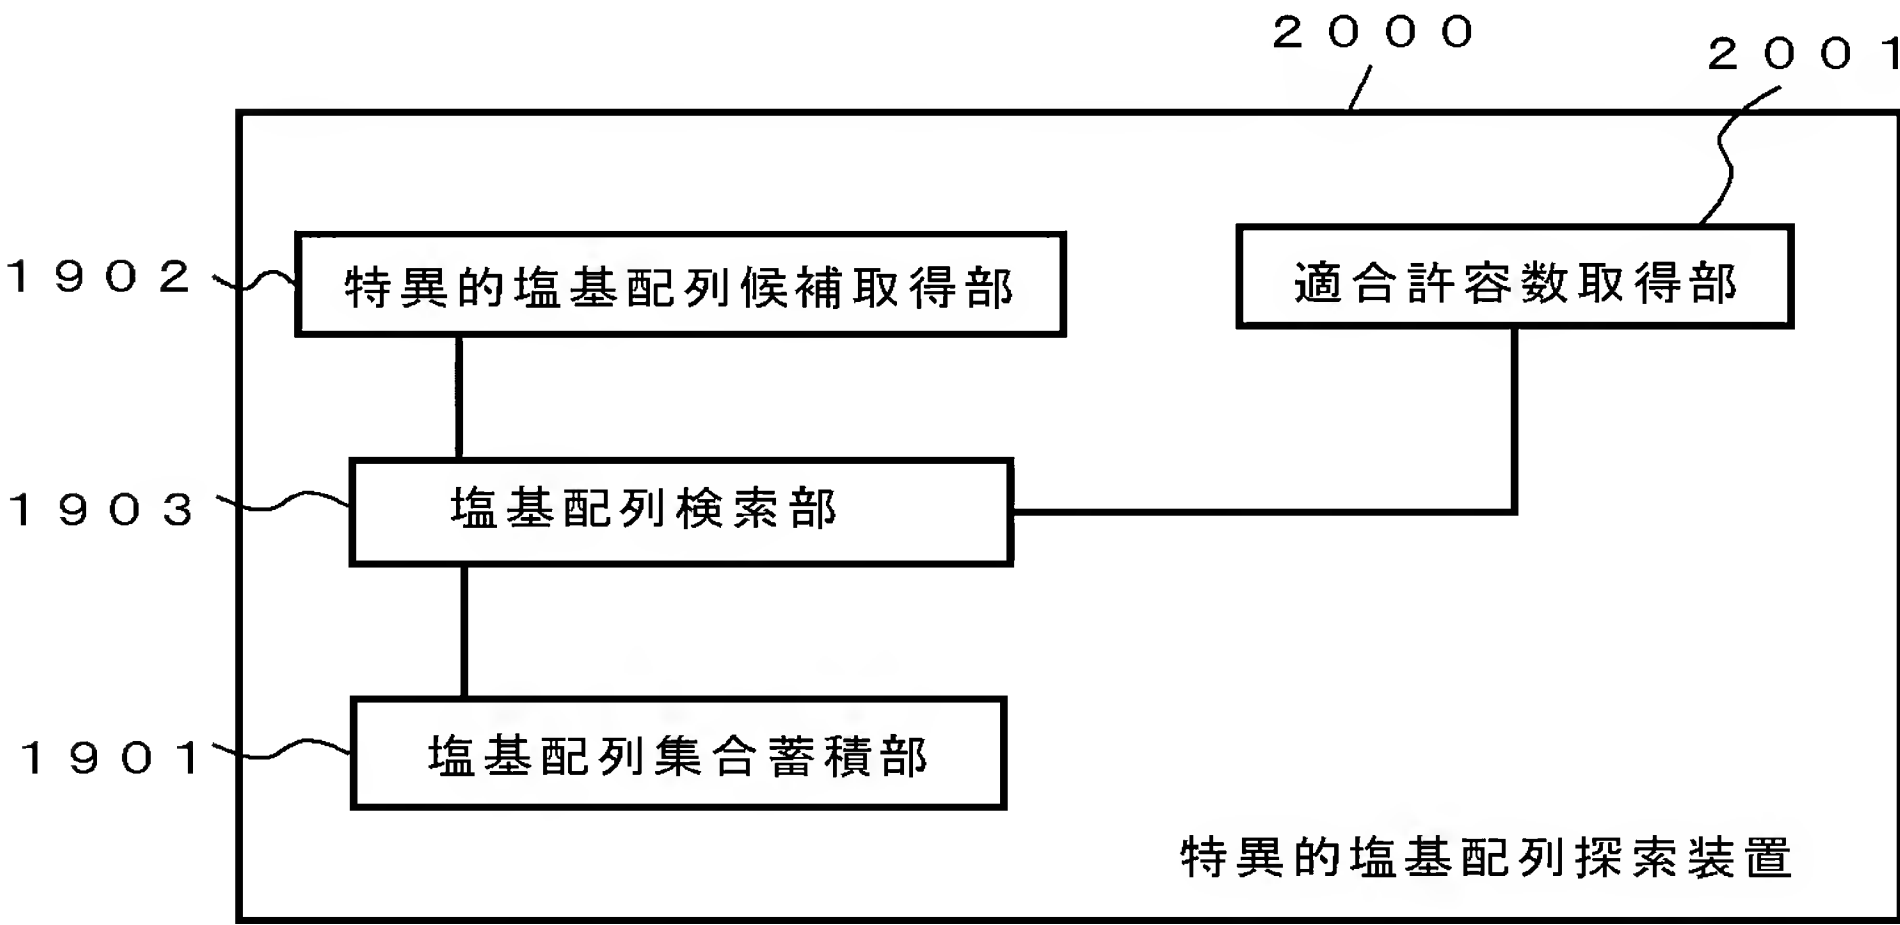 ２０００
２００１
１９０２
特異的塩基配列候補取得部
適合許容数取得部
１９０３
塩基配列検索部
１９０１
塩基配列集合蓄積部
特異的塩基配列探索装置